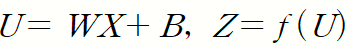 U= WX+ B, Z= f(U)